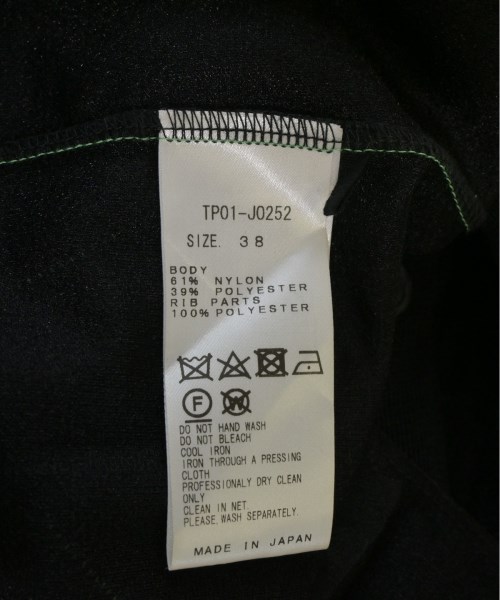 TP01-J0252
SIZE. 38
BODY
61% NYLON
39% POLYESTER
RIB PARTS
100% POLYESTER
F W
DO NOT HAND WASH
DO NOT BLEACH
COOL IRON
IRON THROUGH A PRESSING
CLOTH
PROFESSIONALY DRY CLEAN
ONLY
CLEAN IN NET.
PLEASE WASH SEPARATELY.
MADE IN JAPAN